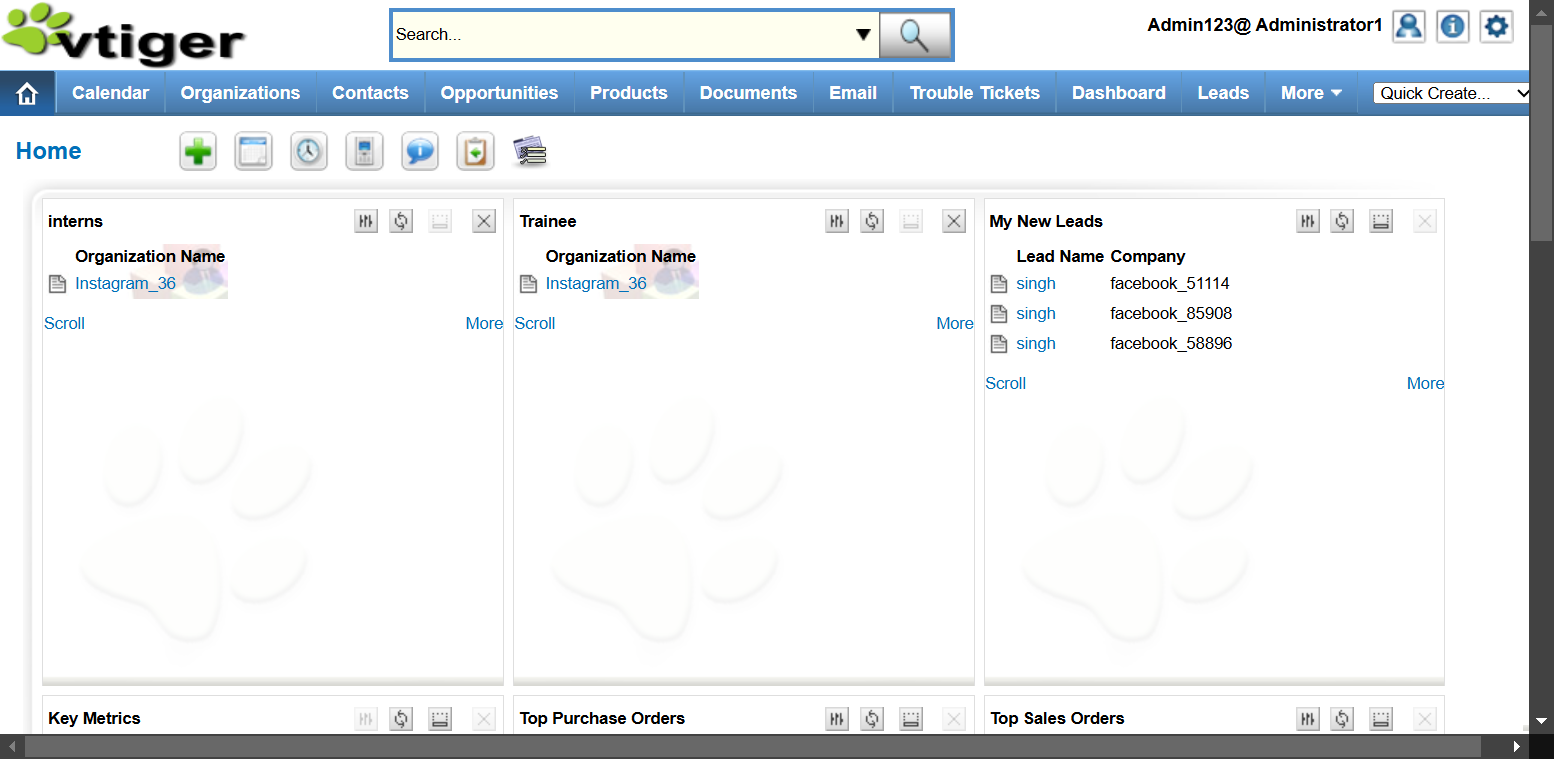 vtiger
Search...
Admin123@ Administrator1
Calendar Organizations Contacts Opportunities Products Documents Email Trouble Tickets Dashboard Leads More Quick Create...
Home
interns
Organization Name
Instagram_36
Scroll More
Trainee
Organization Name
Instagram_36
Scroll More
My New Leads
Lead Name Company
singh facebook_51114
singh facebook_85908
singh facebook_58896
Scroll More
Key Metrics
Top Purchase Orders
Top Sales Orders